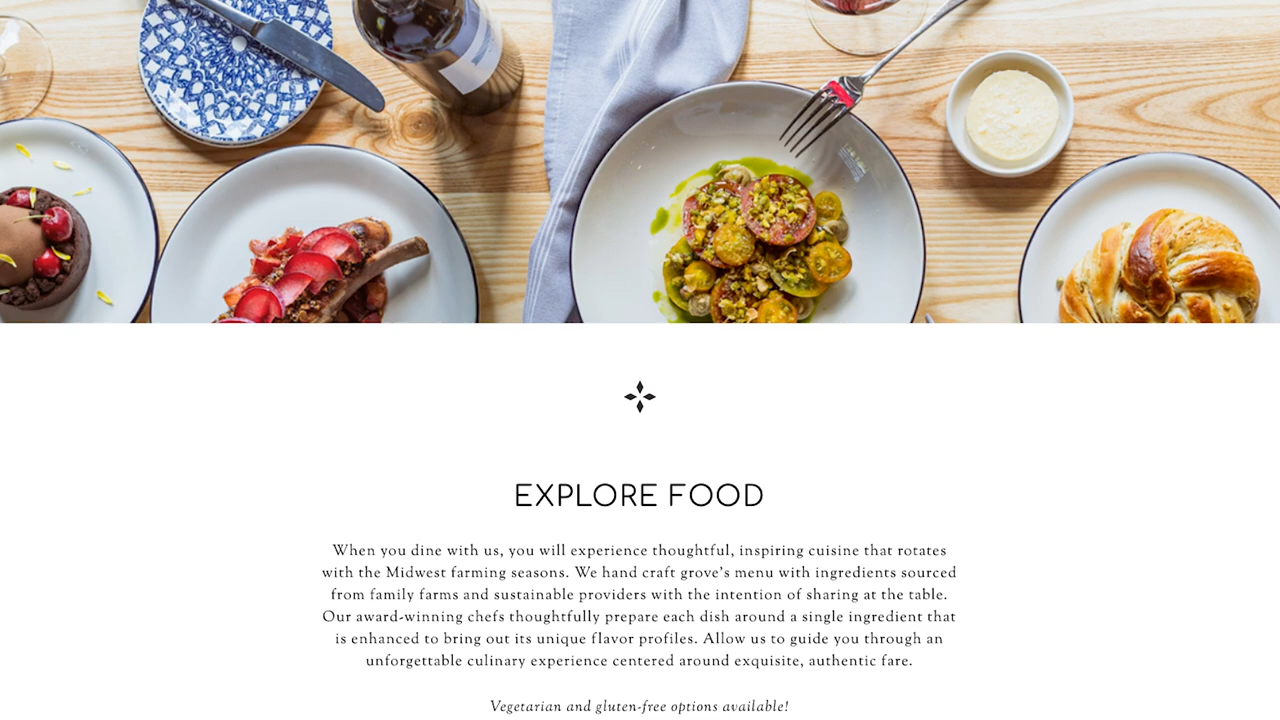 EXPLORE FOOD
When you dine with us, you will experience thoughtful, inspiring cuisine that rotates
with the Midwest farming seasons. We hand craft grove's menu with ingredients sourced
from family farms and sustainable providers with the intention of sharing at the table.
Our award-winning chefs thoughtfully prepare each dish around a single ingredient that
is enhanced to bring out its unique flavor profiles. Allow us to guide you through an
unforgettable culinary experience centered around exquisite, authentic fare.
Vegetarian and gluten-free options available!